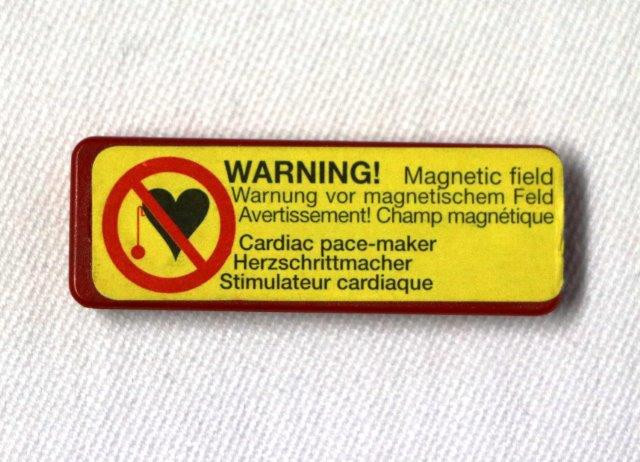 WARNING! Magnetic field
Warnung vor magnetischem Feld
Avertissement! Champ magnétique
Cardiac pace-maker
Herzschrittmacher
Stimulateur cardiaque